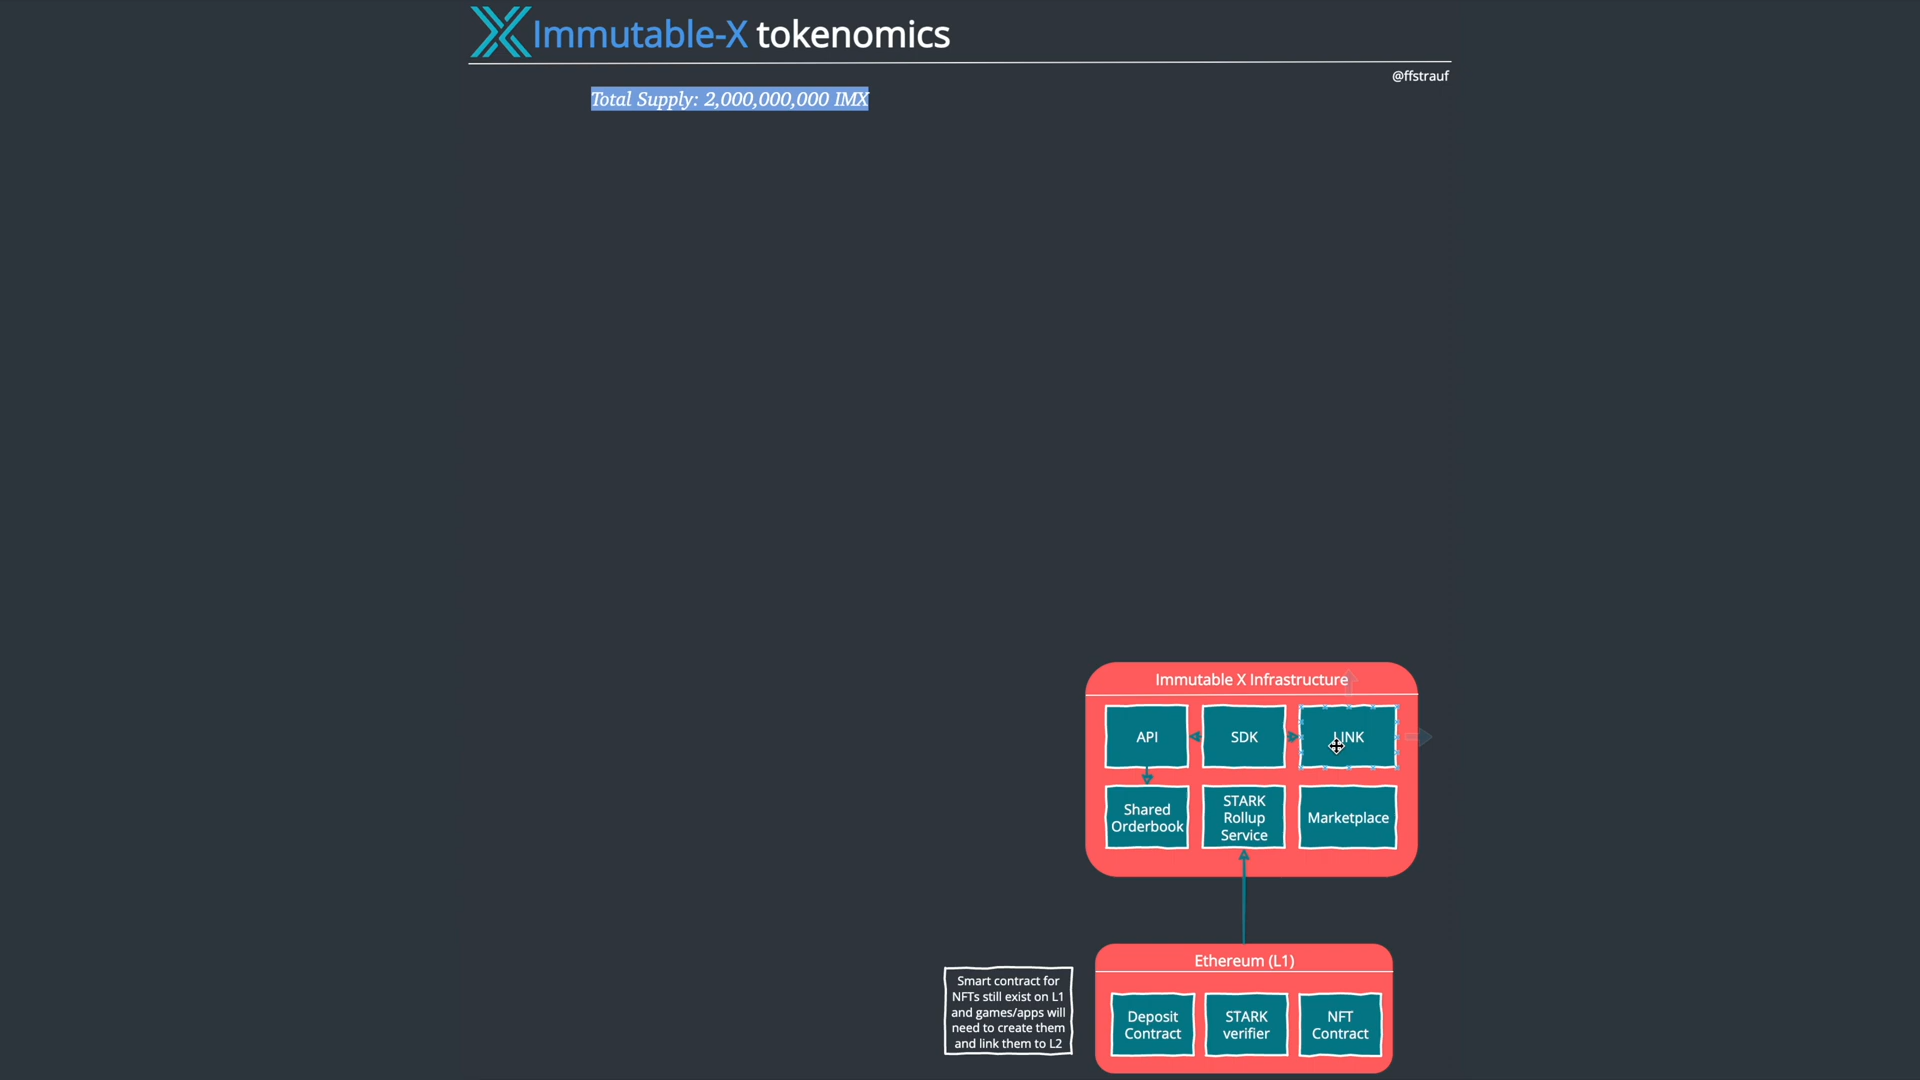 Immutable-X tokenomics
@ffstrauf
Total Supply: 2,000,000,000 IMX
Immutable X Infrastructure
API
SDK
LINK
Shared
Orderbook
STARK
Rollup
Service
Marketplace
Ethereum (L1)
Smart contract for
NFTs still exist on L1
and games/apps will
need to create them
and link them to L2
Deposit
Contract
STARK
verifier
NFT
Contract